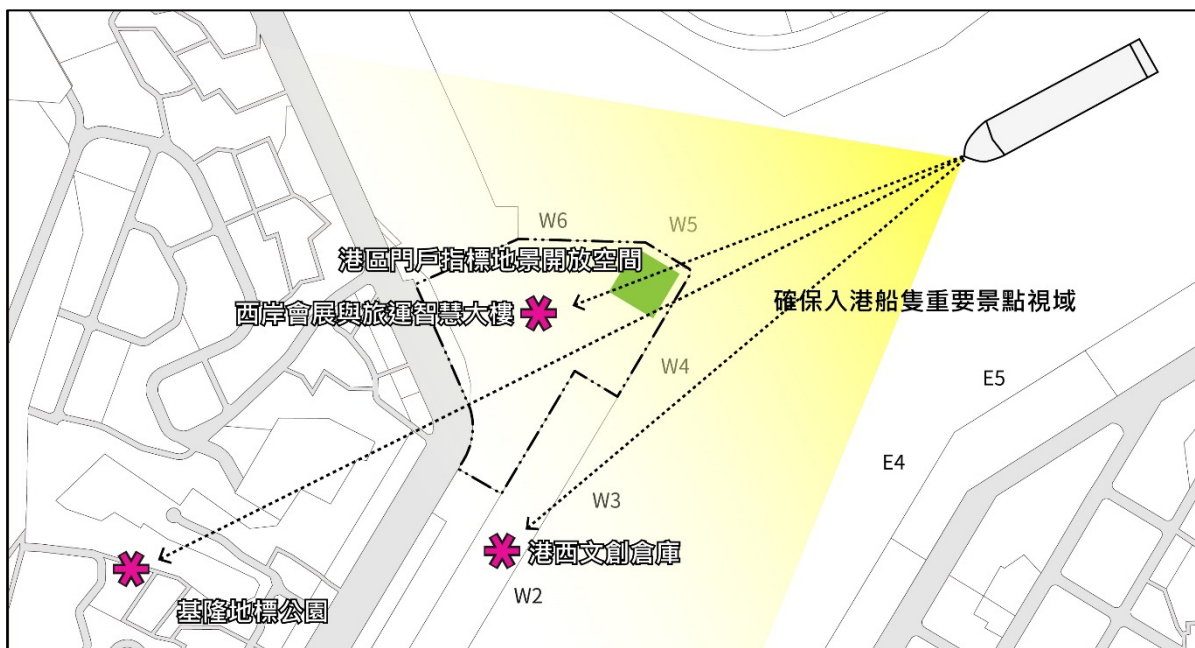 W6
W5
港區門戶指標地景開放空間
西岸會展與旅運智慧大樓
確保入港船隻重要景點視域
W4
E5
E4
W3
港西文創倉庫
W2
基隆地標公園